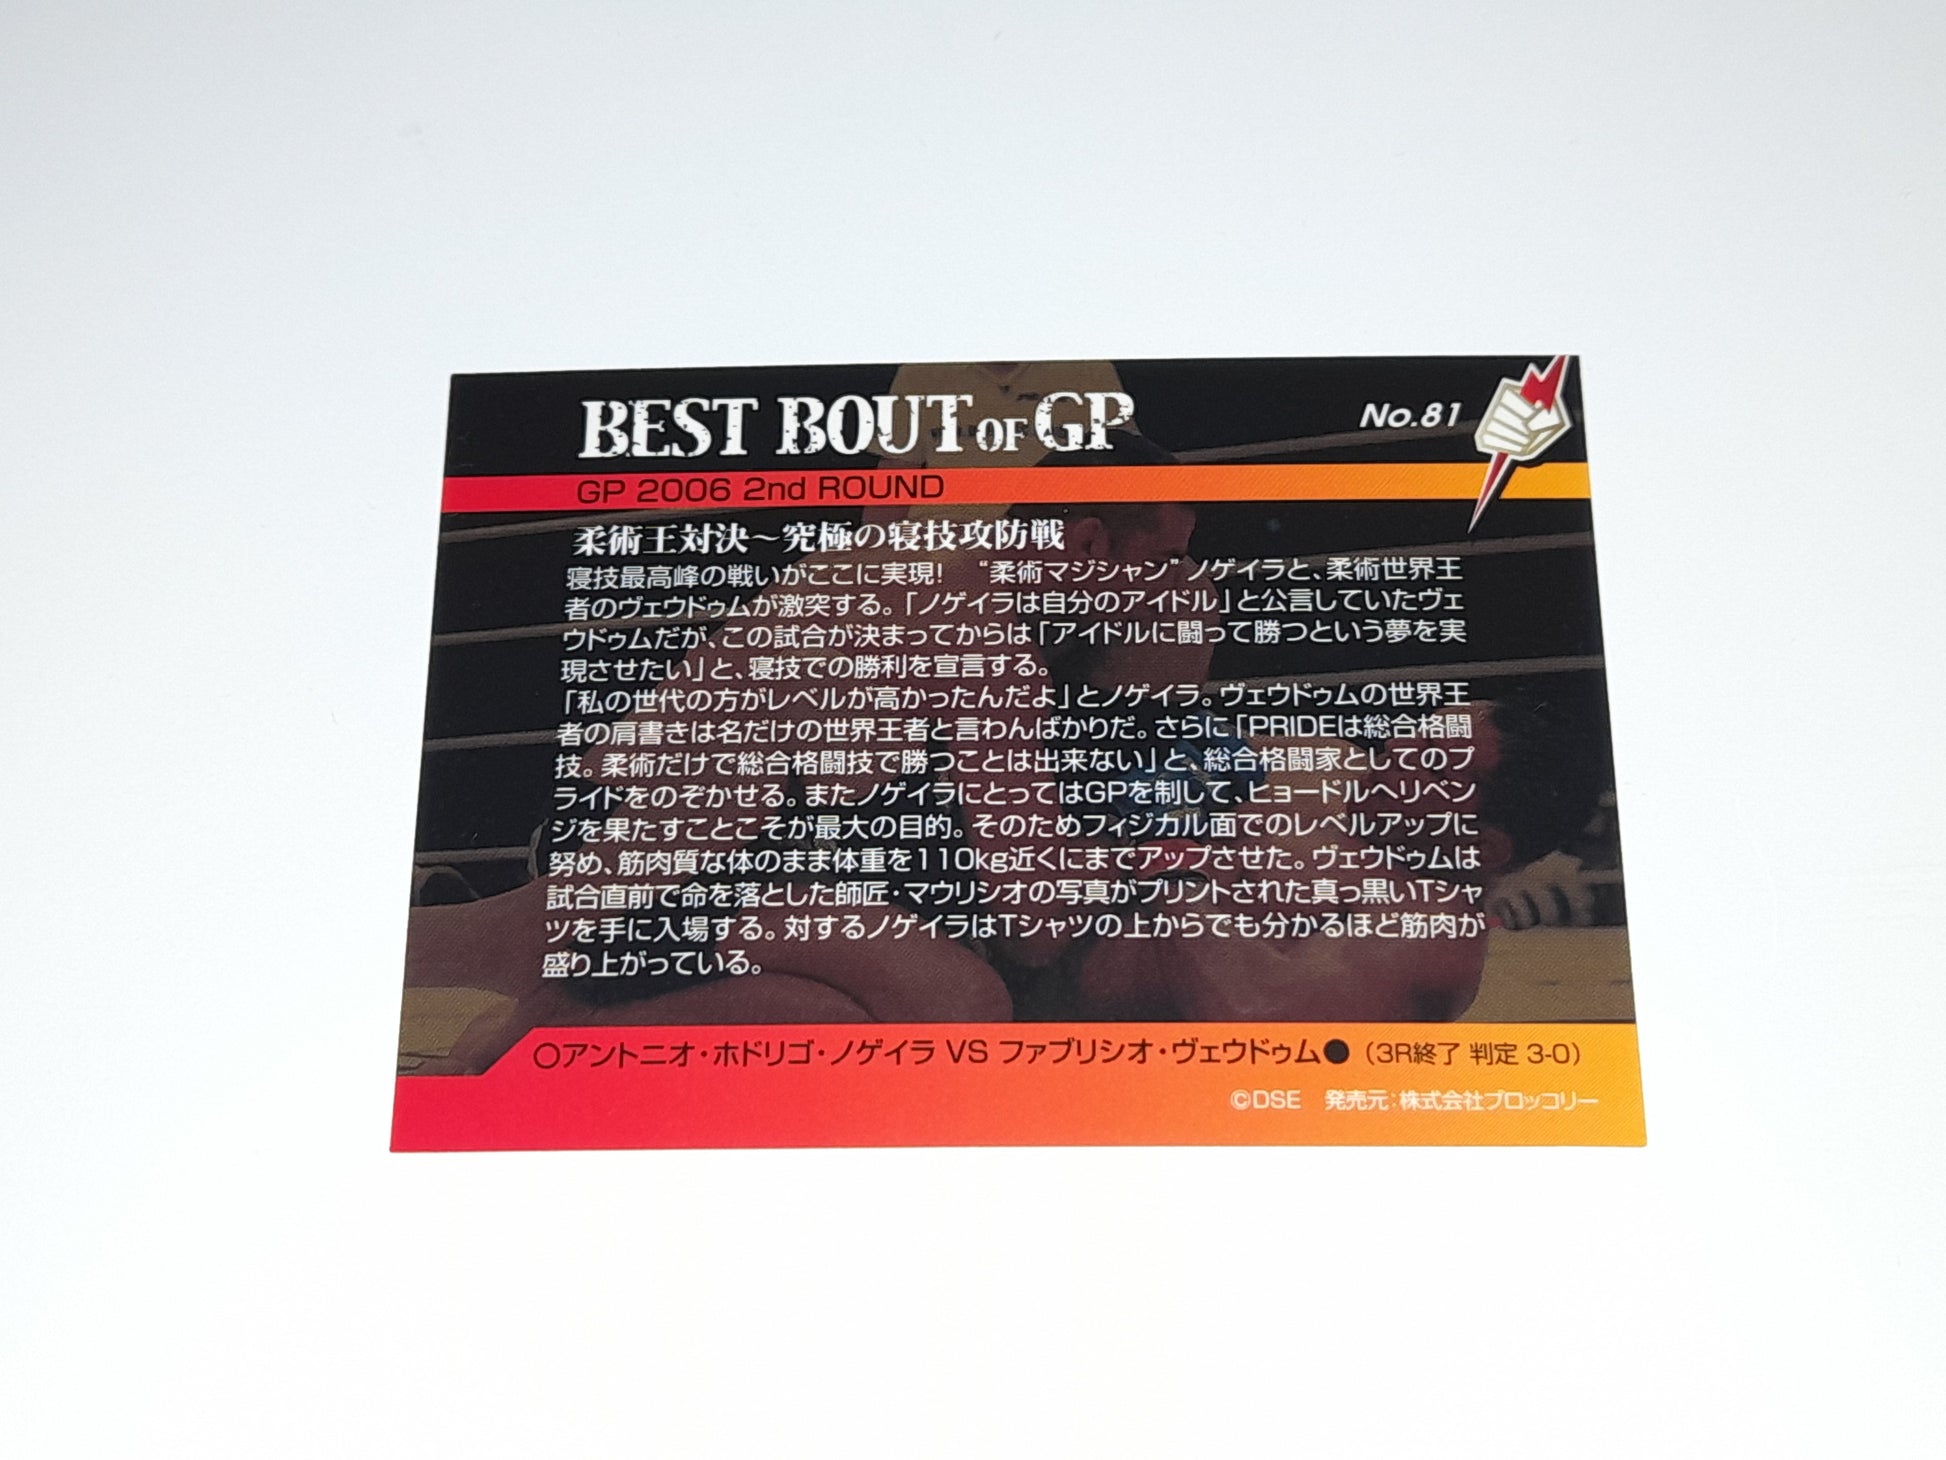 BEST BOUT OF GP
No.81
GP 2006 2nd ROUND
柔術王対決～究極の寝技攻防戦
寝技最高峰の戦いがここに実現！ “柔術マジシャン”ノゲイラと、柔術世界王
者のヴェウドゥムが激突する。「ノゲイラは自分のアイドル」と公言していたヴェ
ウドゥムだが、この試合が決まってからは「アイドルに闘って勝つという夢を実
現させたい」と、寝技での勝利を宣言する。
「私の世代の方がレベルが高かったんだよ」とノゲイラ。ヴェウドゥムの世界王
者の肩書きは名だけの世界王者と言わんばかりだ。さらに「PRIDEは総合格闘
技。柔術だけで総合格闘技で勝つことは出来ない」と、総合格闘家としてのプ
ライドをのぞかせる。またノゲイラにとってはGPを制して、ヒョードルへリベン
ジを果たすことこそが最大の目的。そのためフィジカル面でのレベルアップに
努め、筋肉質な体のまま体重を110kg近くにまでアップさせた。ヴェウドゥムは
試合直前で命を落とした師匠・マウリシオの写真がプリントされた真っ黒いTシャ
ツを手に入場する。対するノゲイラはTシャツの上からでも分かるほど筋肉が
盛り上がっている。
○アントニオ・ホドリゴ・ノゲイラ VS ファブリシオ・ヴェウドゥム●（3R終了 判定 3-0）
©DSE 発売元：株式会社ブロッコリー